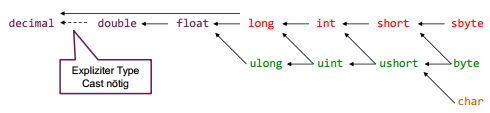 decimal double float long int short sbyte
ulong uint ushort byte
Expliziter Type
Cast nötig
char